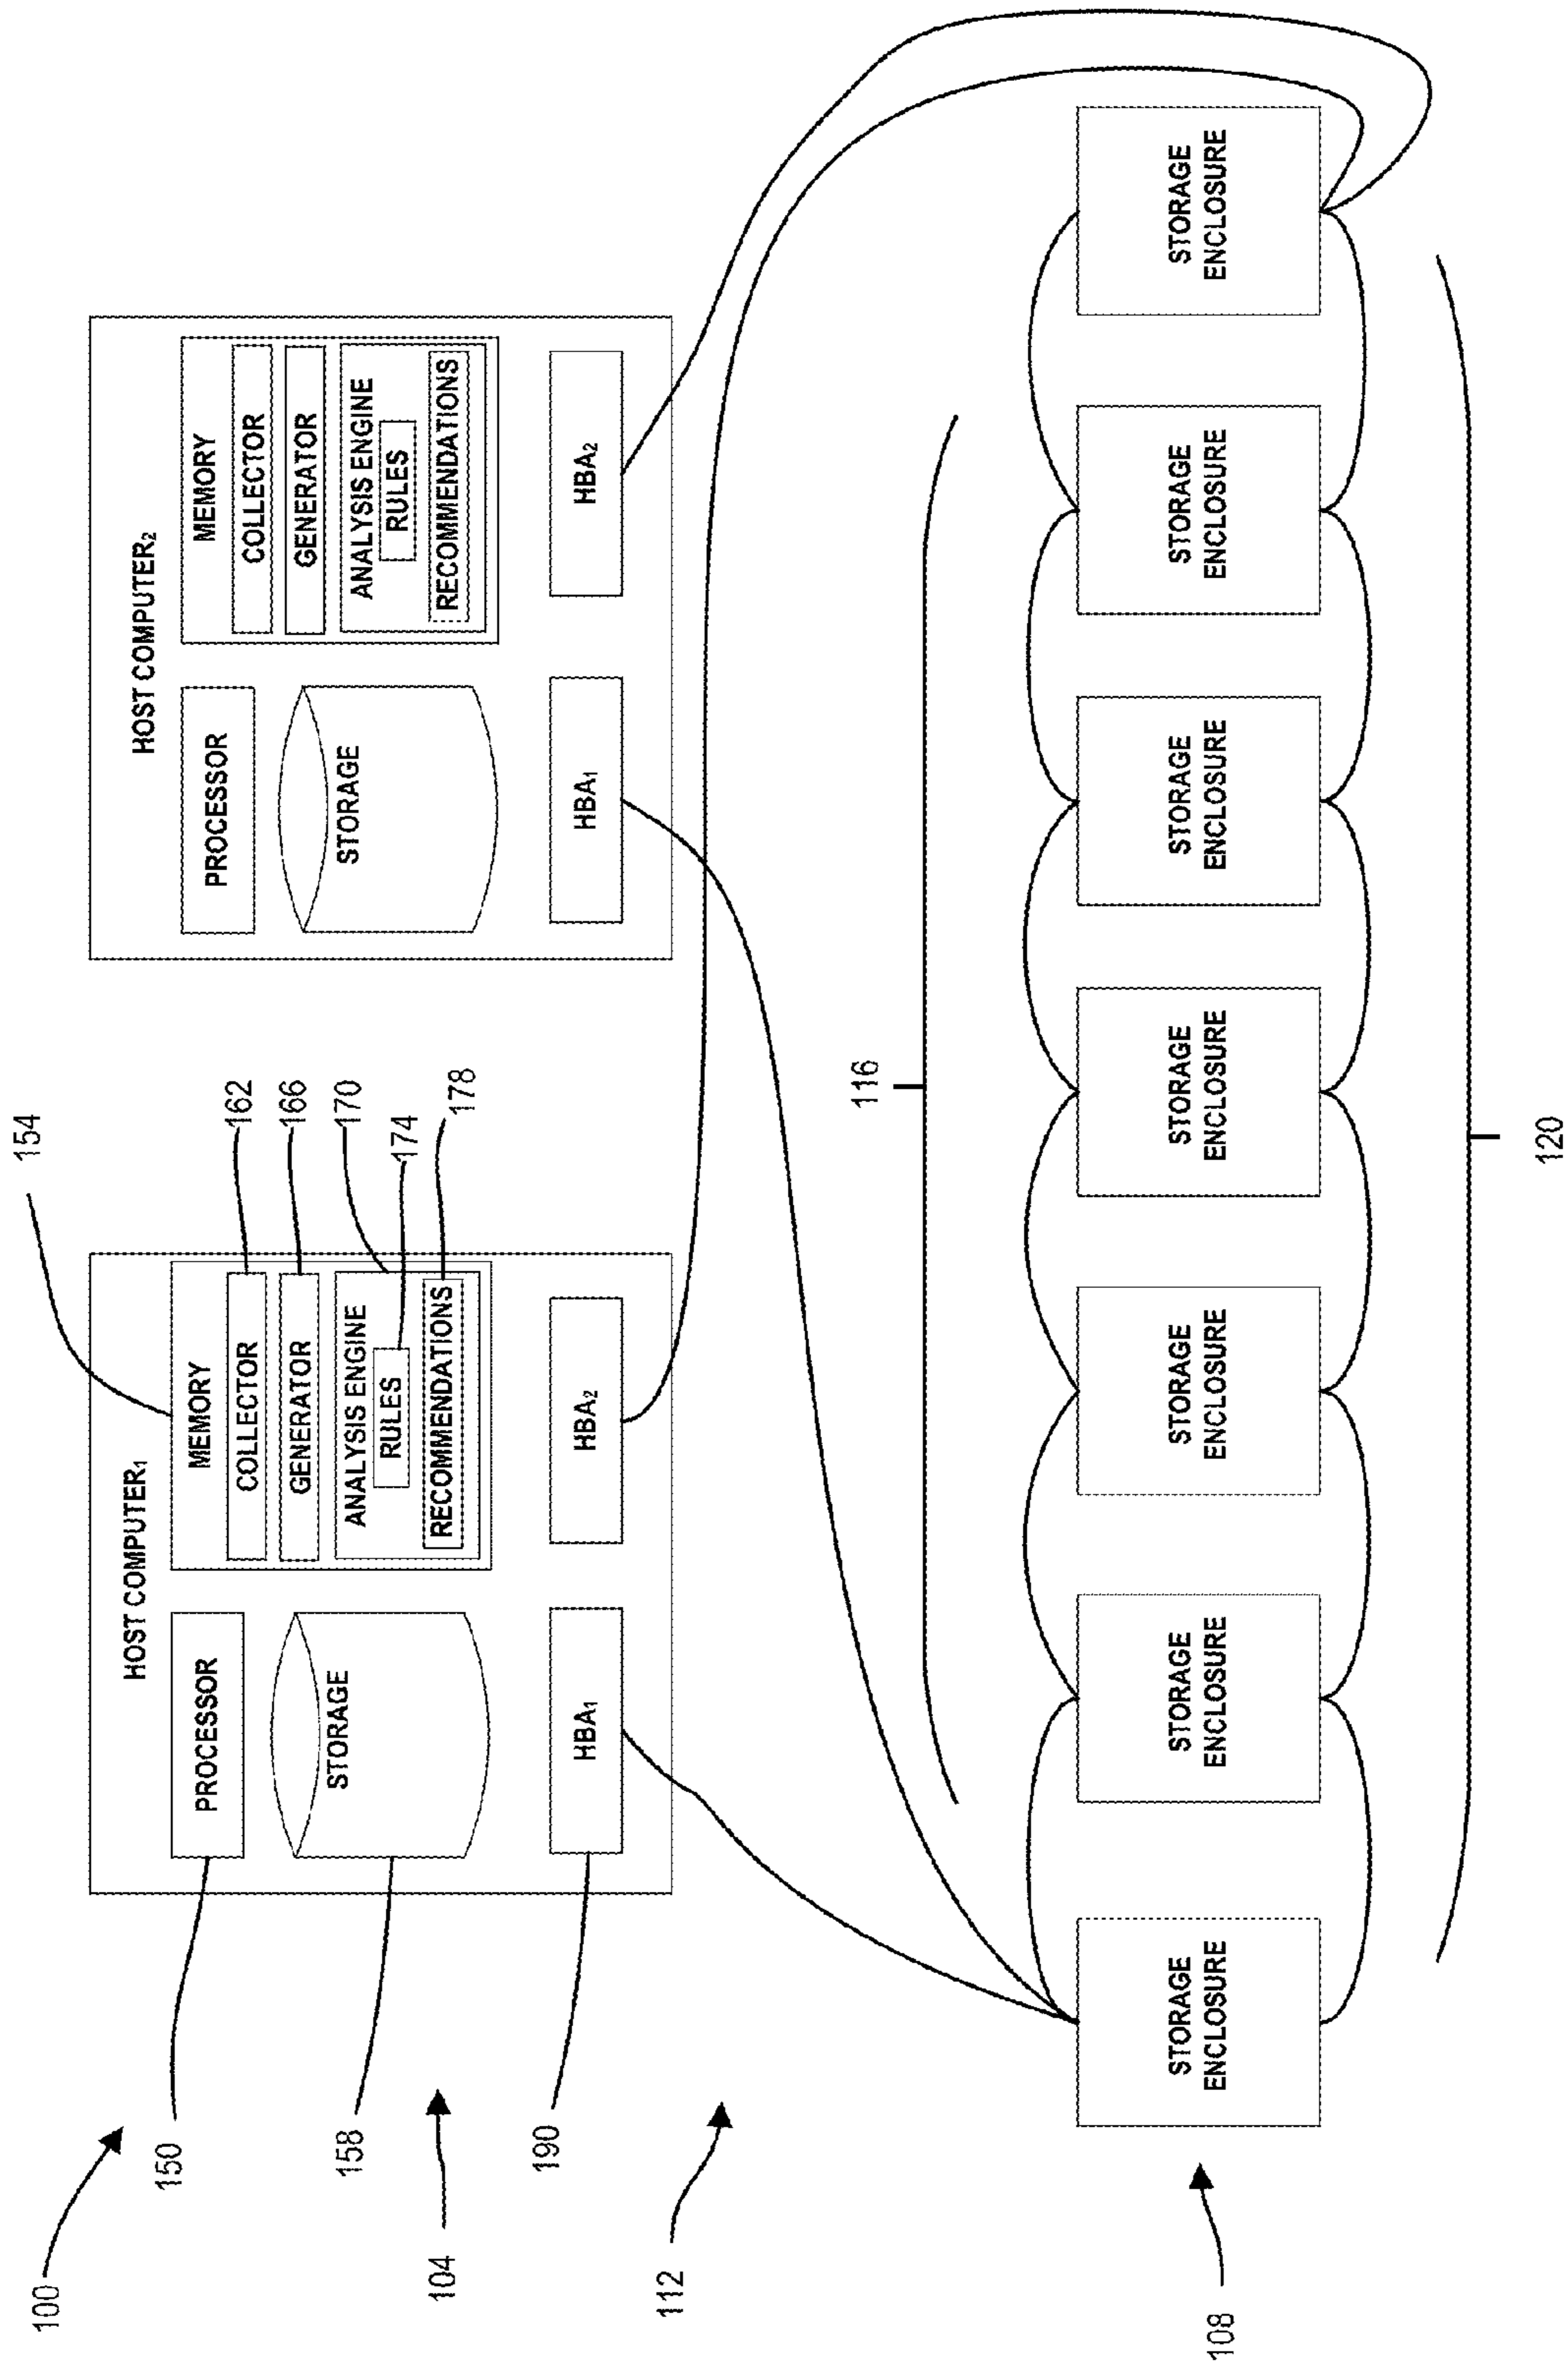 100
104
112
108
150
158
190
HOST COMPUTER₁
PROCESSOR
STORAGE
HBA₁
MEMORY
COLLECTOR
GENERATOR
ANALYSIS ENGINE
RULES
RECOMMENDATIONS
HBA₂
154
162
166
170
174
178
HOST COMPUTER₂
PROCESSOR
STORAGE
HBA₁
MEMORY
COLLECTOR
GENERATOR
ANALYSIS ENGINE
RULES
RECOMMENDATIONS
HBA₂
116
STORAGE
ENCLOSURE
STORAGE
ENCLOSURE
STORAGE
ENCLOSURE
STORAGE
ENCLOSURE
STORAGE
ENCLOSURE
STORAGE
ENCLOSURE
STORAGE
ENCLOSURE
120